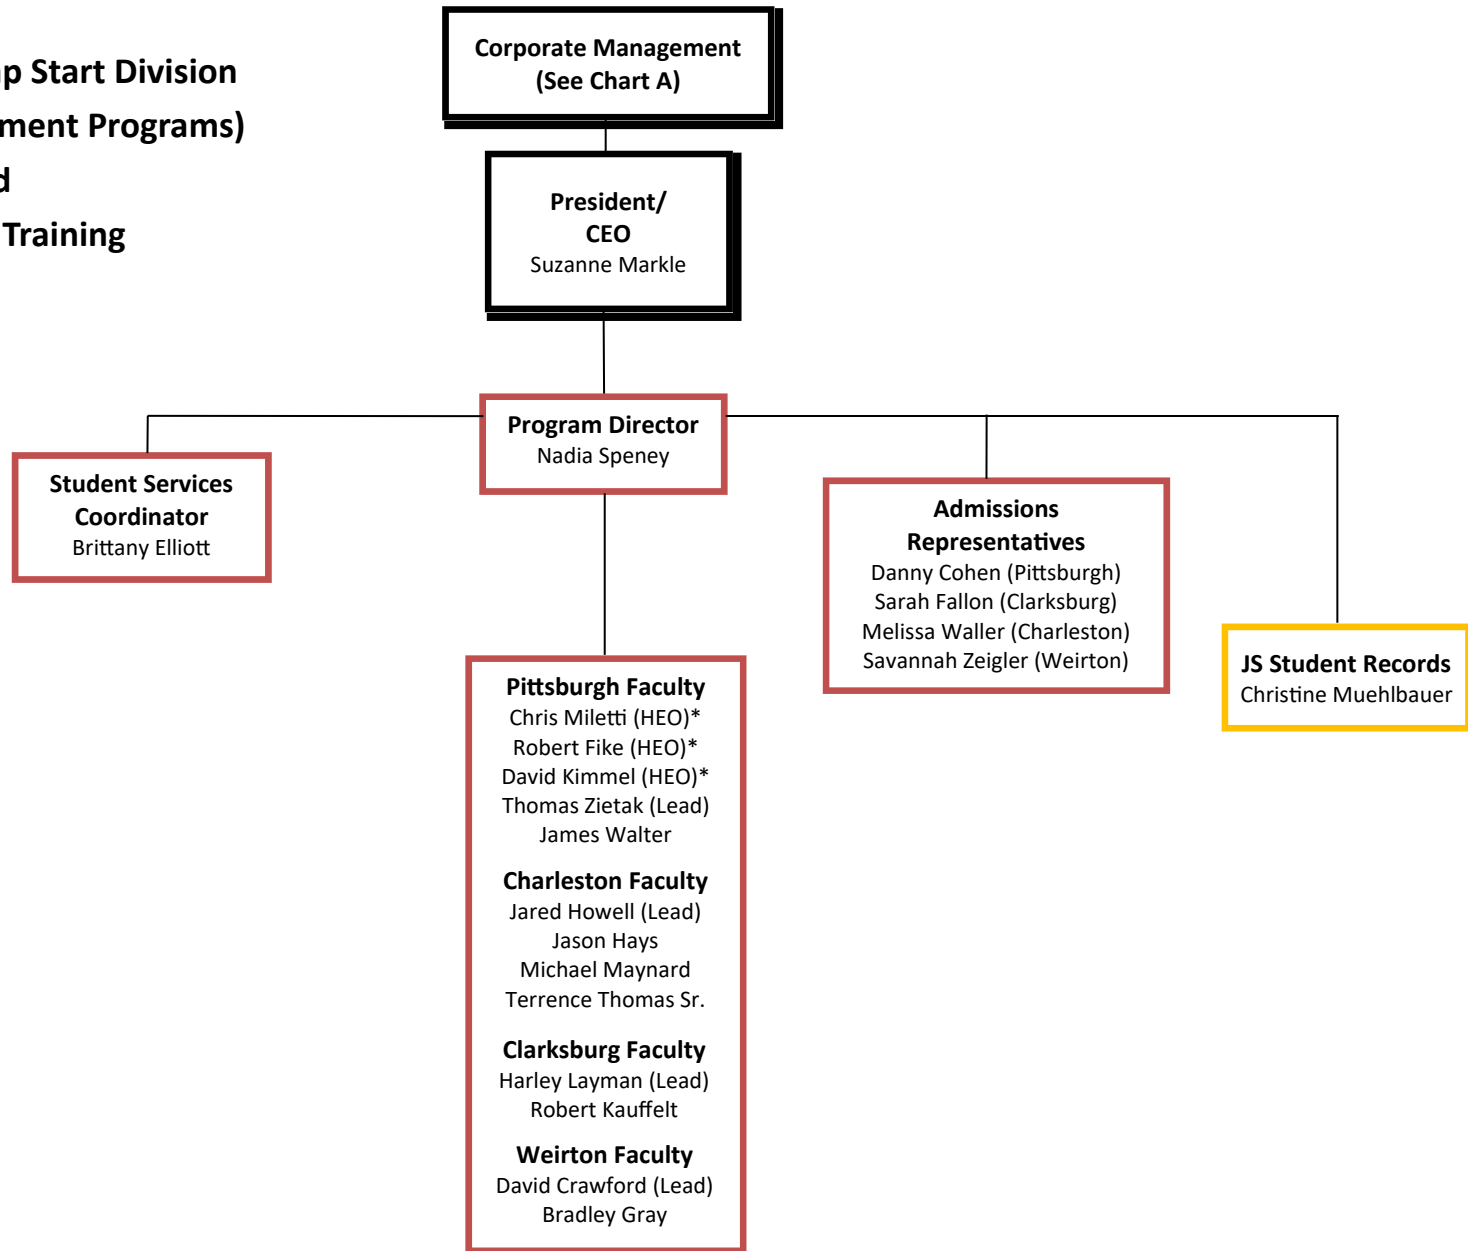 p Start Division
ment Programs)
d
Training
Corporate Management
(See Chart A)
President/
CEO
Suzanne Markle
Program Director
Nadia Speney
Student Services
Coordinator
Brittany Elliott
Admissions
Representatives
Danny Cohen (Pittsburgh)
Sarah Fallon (Clarksburg)
Melissa Waller (Charleston)
Savannah Zeigler (Weirton)
JS Student Records
Christine Muehlbauer
Pittsburgh Faculty
Chris Miletti (HEO)*
Robert Fike (HEO)*
David Kimmel (HEO)*
Thomas Zietak (Lead)
James Walter
Charleston Faculty
Jared Howell (Lead)
Jason Hays
Michael Maynard
Terrence Thomas Sr.
Clarksburg Faculty
Harley Layman (Lead)
Robert Kauffelt
Weirton Faculty
David Crawford (Lead)
Bradley Gray